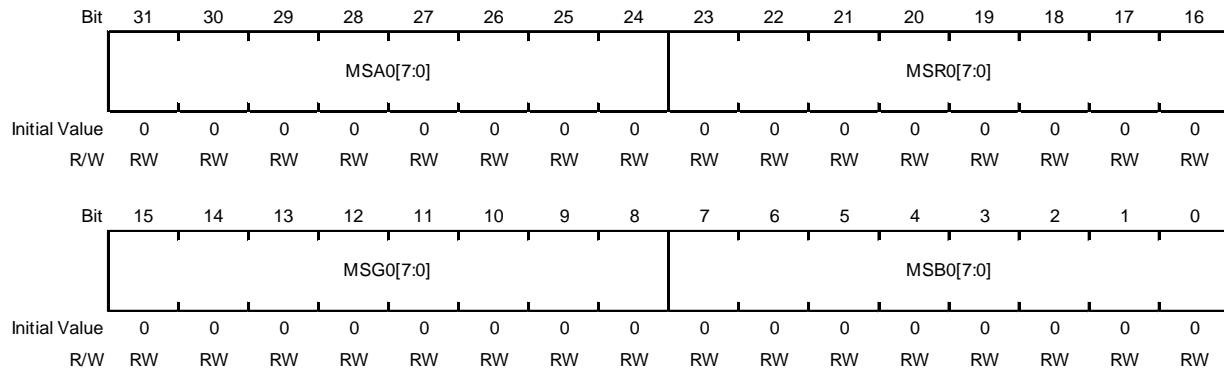 Bit 31 30 29 28 27 26 25 24 23 22 21 20 19 18 17 16
MSA0[7:0] MSR0[7:0]
Initial Value 0 0 0 0 0 0 0 0 0 0 0 0 0 0 0 0
R/W RW RW RW RW RW RW RW RW RW RW RW RW RW RW RW RW
Bit 15 14 13 12 11 10 9 8 7 6 5 4 3 2 1 0
MSG0[7:0] MSB0[7:0]
Initial Value 0 0 0 0 0 0 0 0 0 0 0 0 0 0 0 0
R/W RW RW RW RW RW RW RW RW RW RW RW RW RW RW RW RW